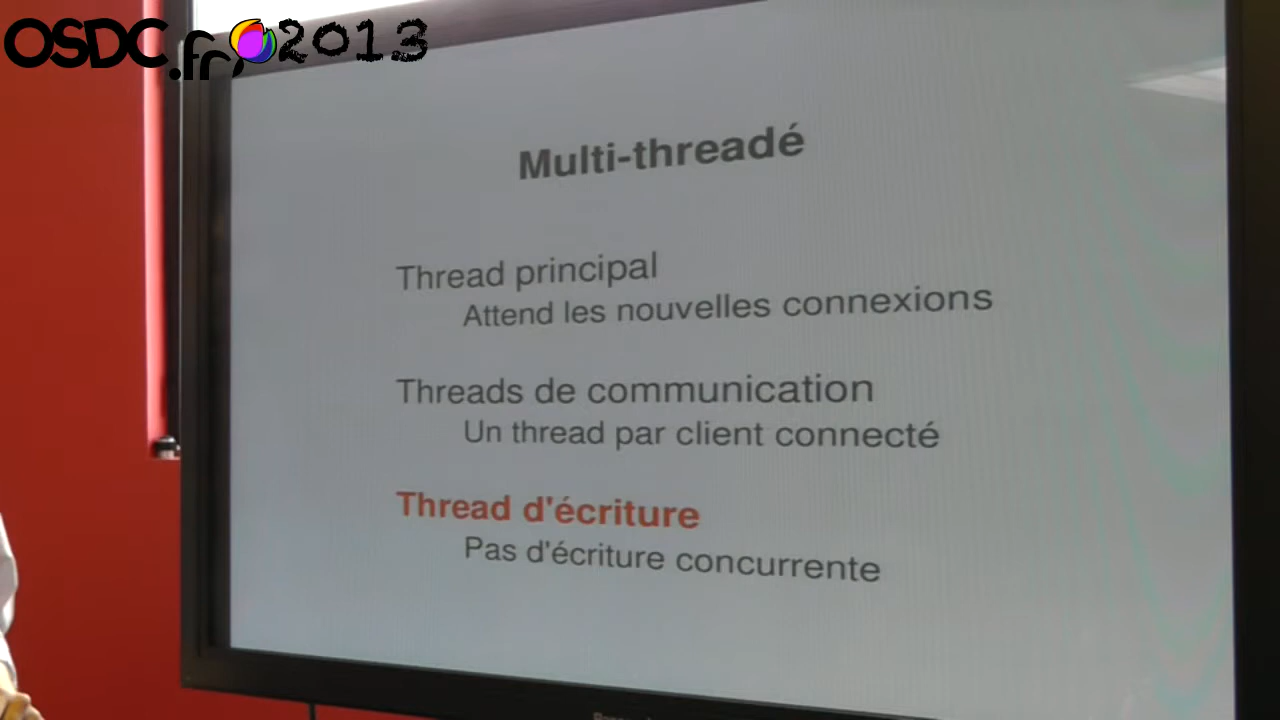 OSDC.fr 2013
Multi-threadé
Thread principal
Attend les nouvelles connexions
Threads de communication
Un thread par client connecté
Thread d'écriture
Pas d'écriture concurrente